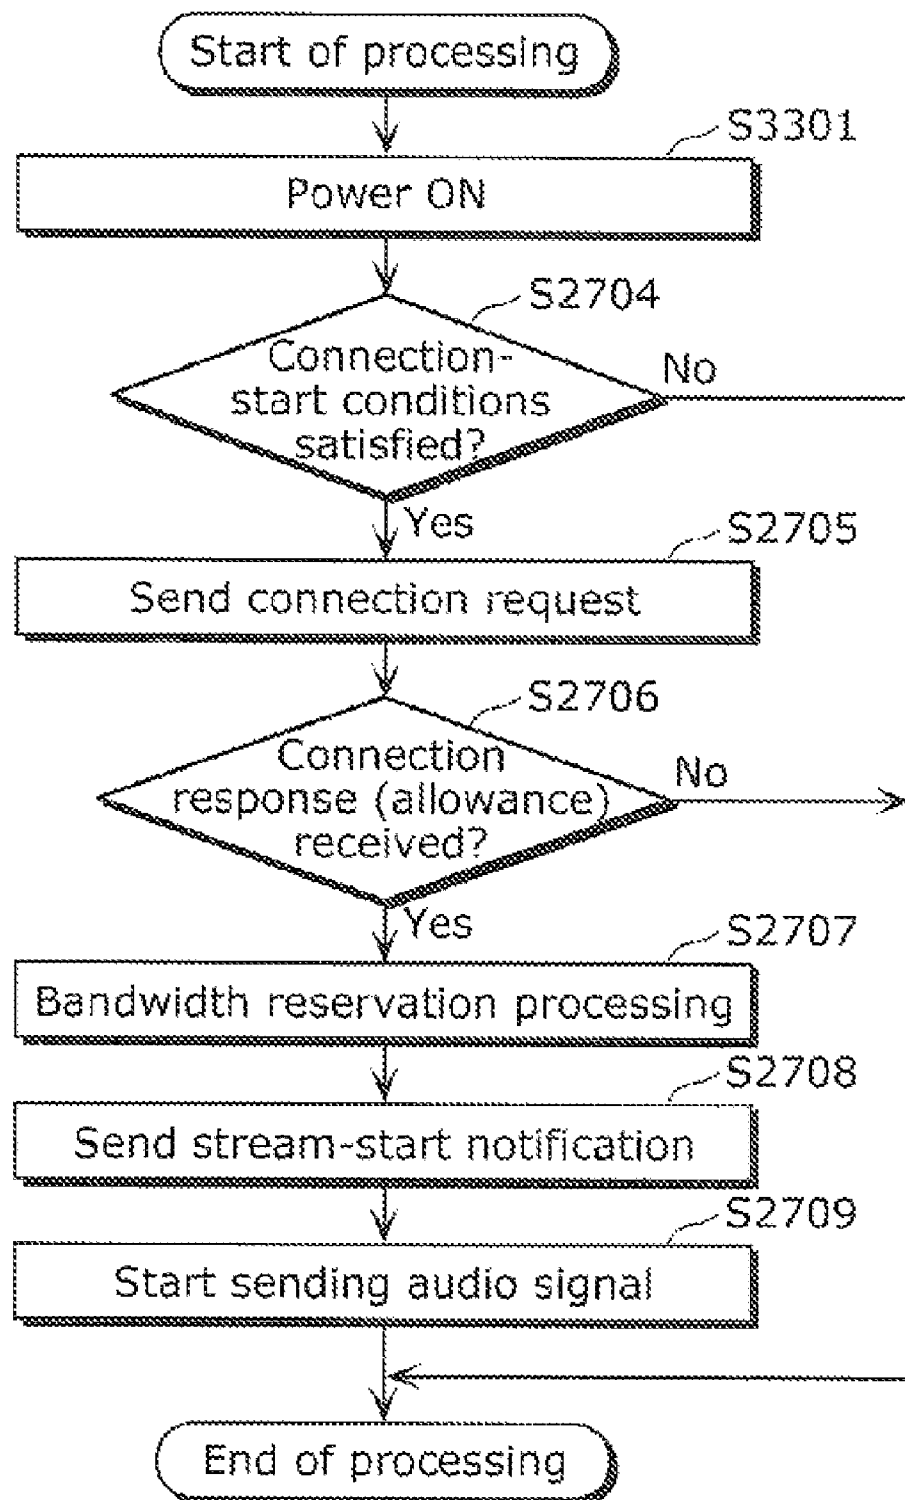 Start of processing
S3301
Power ON
S2704
Connection-
start conditions
satisfied?
No
Yes
S2705
Send connection request
S2706
Connection
response (allowance)
received?
No
Yes
S2707
Bandwidth reservation processing
S2708
Send stream-start notification
S2709
Start sending audio signal
End of processing